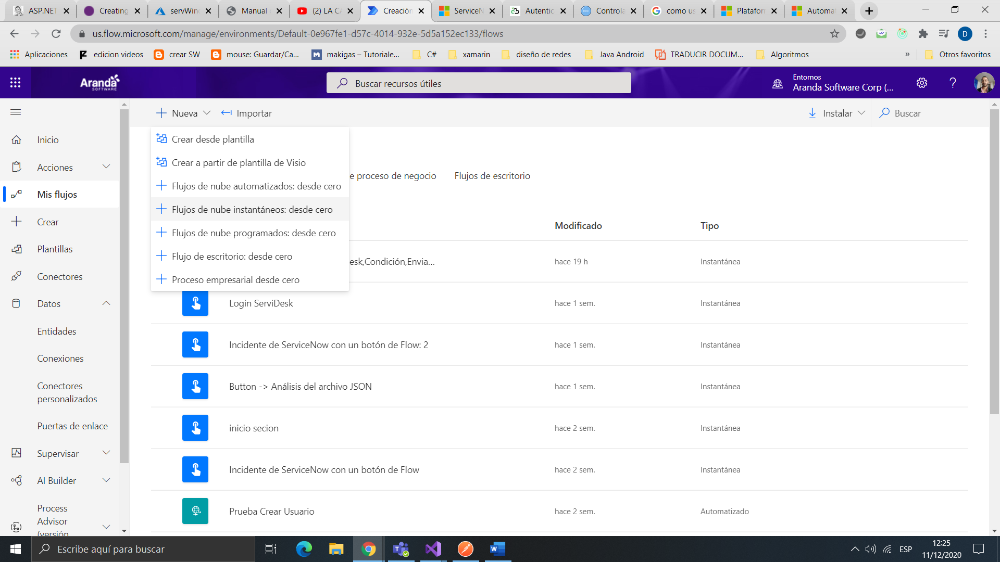 ASP.NET
Creating
servWin
Manual
(2) LA C
Creación
ServiceN
Autentic
Controla
como us
Platafor
Automa
us.flow.microsoft.com/manage/environments/Default-0e967fe1-d57c-4014-932e-5d5a152ec133/flows
D
Aplicaciones
edicion videos
crear SW
mouse: Guardar/Ca...
makigas – Tutoriale...
C#
xamarin
diseño de redes
Java Android
TRADUCIR DOCUM...
Algoritmos
»
Otros favoritos
Aranda
SOFTWARE
Buscar recursos útiles
Entornos
Aranda Software Corp (...
?
Nueva
Importar
Instalar
Buscar
Inicio
Acciones
Mis flujos
Crear
Plantillas
Conectores
Datos
Entidades
Conexiones
Conectores
personalizados
Puertas de enlace
Supervisar
AI Builder
Process
Advisor
(versión
Crear desde plantilla
Crear a partir de plantilla de Visio
Flujos de nube automatizados: desde cero
Flujos de nube instantáneos: desde cero
Flujos de nube programados: desde cero
Flujo de escritorio: desde cero
Proceso empresarial desde cero
e proceso de negocio
Flujos de escritorio
Modificado
Tipo
esk,Condición,Envia...
hace 19 h
Instantánea
Login ServiDesk
hace 1 sem.
Instantánea
Incidente de ServiceNow con un botón de Flow: 2
hace 1 sem.
Instantánea
Button -> Análisis del archivo JSON
hace 1 sem.
Instantánea
inicio secion
hace 2 sem.
Instantánea
Incidente de ServiceNow con un botón de Flow
hace 2 sem.
Instantánea
Prueba Crear Usuario
hace 2 sem.
Automatizado
Escribe aquí para buscar
ESP
12:25
11/12/2020